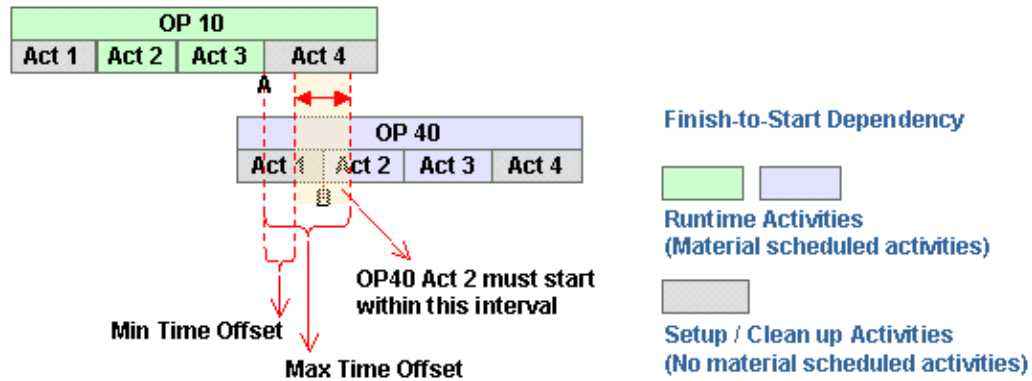 OP 10
Act 1 Act 2 Act 3 Act 4
A
OP 40
Act 1 Act 2 Act 3 Act 4
B
OP40 Act 2 must start
within this interval
Min Time Offset
Max Time Offset
Finish-to-Start Dependency
Runtime Activities
(Material scheduled activities)
Setup / Clean up Activities
(No material scheduled activities)